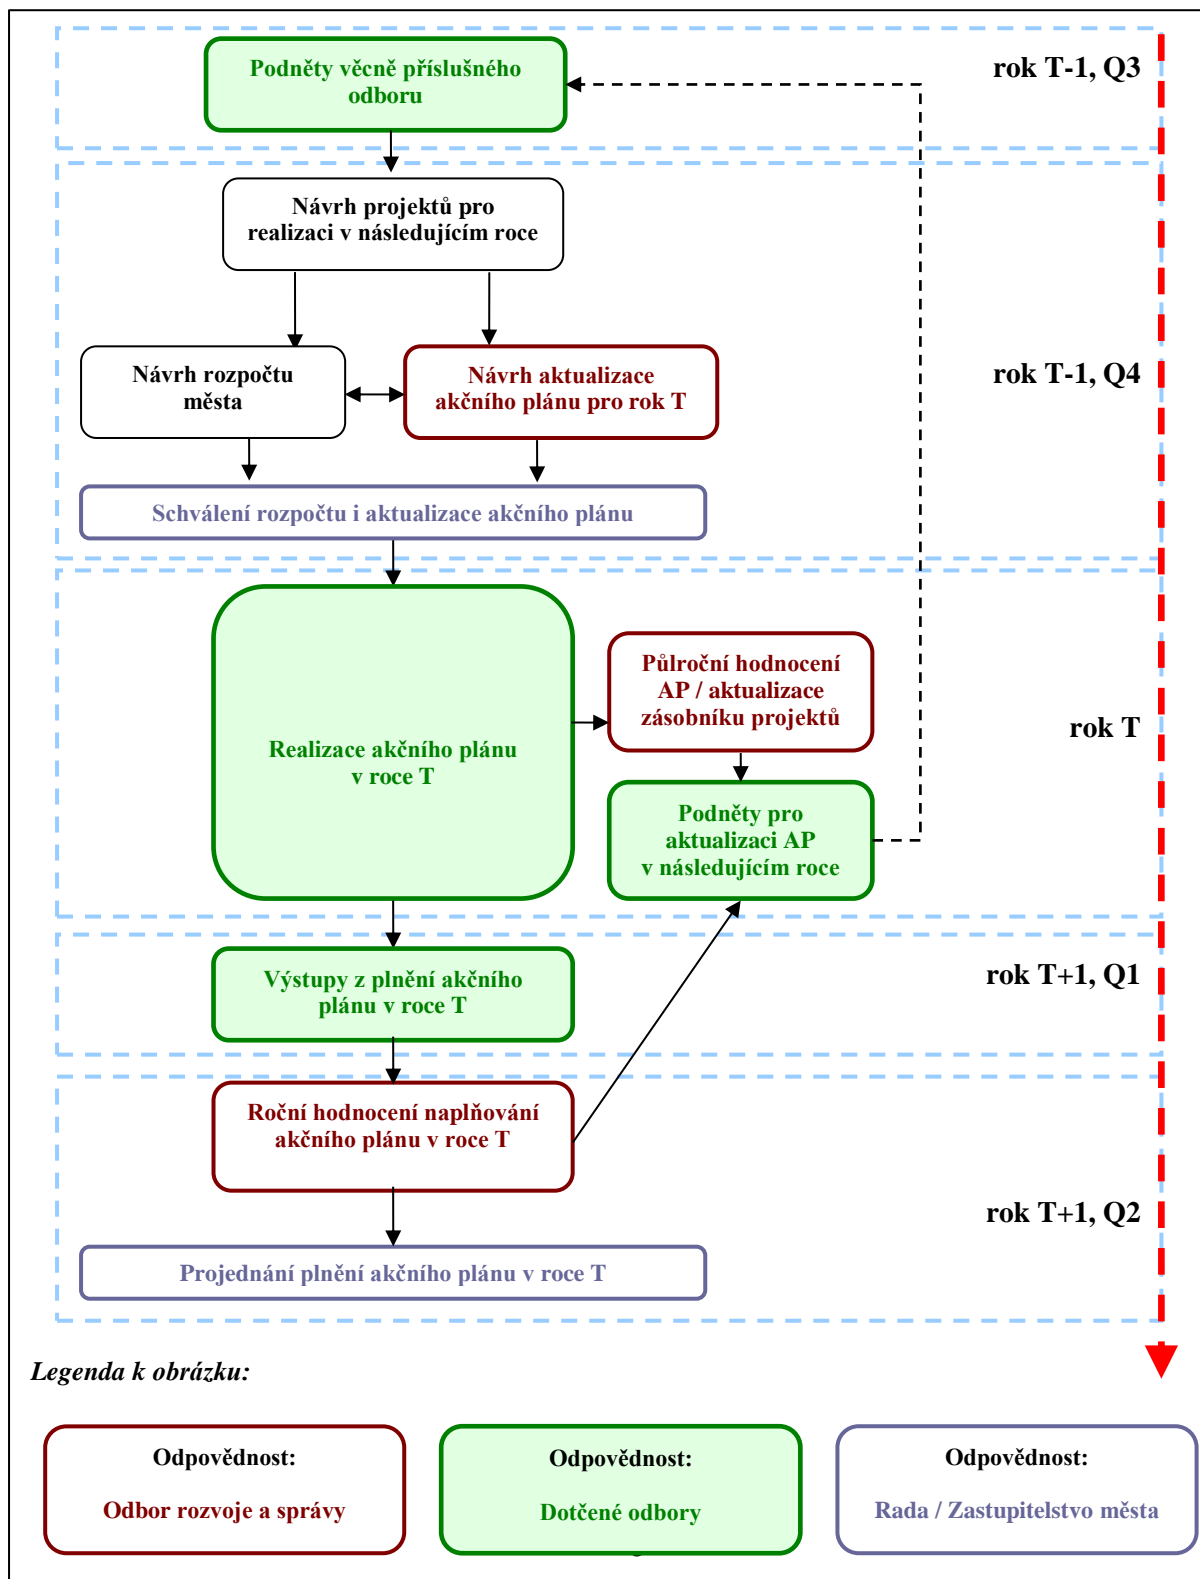 Podněty věcně příslušného
odboru
rok T-1, Q3
Návrh projektů pro
realizaci v následujícím roce
Návrh rozpočtu
města
Návrh aktualizace
akčního plánu pro rok T
rok T-1, Q4
Schválení rozpočtu i aktualizace akčního plánu
Realizace akčního plánu
v roce T
Půlroční hodnocení
AP / aktualizace
zásobníku projektů
rok T
Podněty pro
aktualizaci AP
v následujícím roce
Výstupy z plnění akčního
plánu v roce T
rok T+1, Q1
Roční hodnocení naplňování
akčního plánu v roce T
rok T+1, Q2
Projednání plnění akčního plánu v roce T
Legenda k obrázku:
Odpovědnost:
Odbor rozvoje a správy
Odpovědnost:
Dotčené odbory
Odpovědnost:
Rada / Zastupitelstvo města